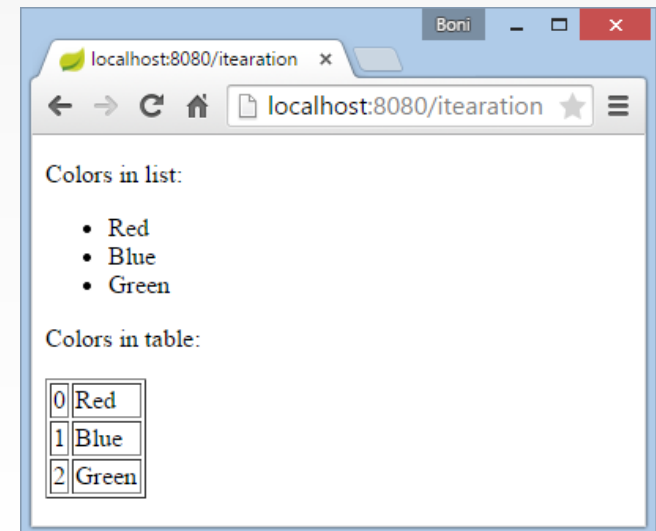 Boni
localhost:8080/itearation
localhost:8080/itearation
Colors in list:
Red
Blue
Green
Colors in table:
0 Red
1 Blue
2 Green